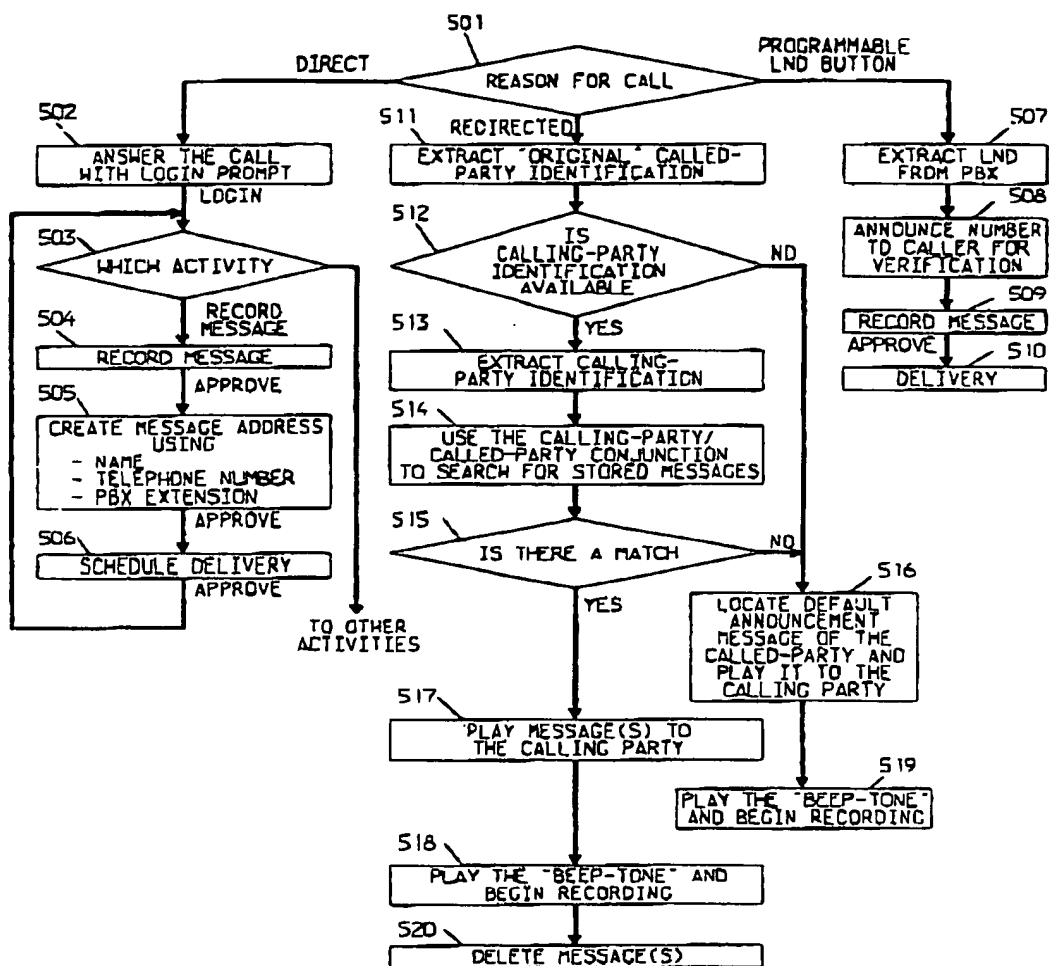 501
REASON FOR CALL
DIRECT
PROGRAMMABLE
LND BUTTON
REDIRECTED
502
ANSWER THE CALL
WITH LOGIN PROMPT
LOGIN
503
WHICH ACTIVITY
RECORD
MESSAGE
504
RECORD MESSAGE
APPROVE
505
CREATE MESSAGE ADDRESS
USING
- NAME
- TELEPHONE NUMBER
- PBX EXTENSION
APPROVE
506
SCHEDULE DELIVERY
APPROVE
TO OTHER
ACTIVITIES
511
EXTRACT "ORIGINAL" CALLED-
PARTY IDENTIFICATION
512
IS
CALLING-PARTY
IDENTIFICATION
AVAILABLE
NO
YES
513
EXTRACT CALLING-
PARTY IDENTIFICATION
514
USE THE CALLING-PARTY/
CALLED-PARTY CONJUNCTION
TO SEARCH FOR STORED MESSAGES
515
IS THERE A MATCH
NO
YES
516
LOCATE DEFAULT
ANNOUNCEMENT
MESSAGE OF THE
CALLED-PARTY AND
PLAY IT TO THE
CALLING PARTY
517
PLAY MESSAGE(S) TO
THE CALLING PARTY
519
PLAY THE "BEEP-TONE"
AND BEGIN RECORDING
518
PLAY THE "BEEP-TONE" AND
BEGIN RECORDING
520
DELETE MESSAGE(S)
507
EXTRACT LND
FROM PBX
508
ANNOUNCE NUMBER
TO CALLER FOR
VERIFICATION
509
RECORD MESSAGE
APPROVE
510
DELIVERY